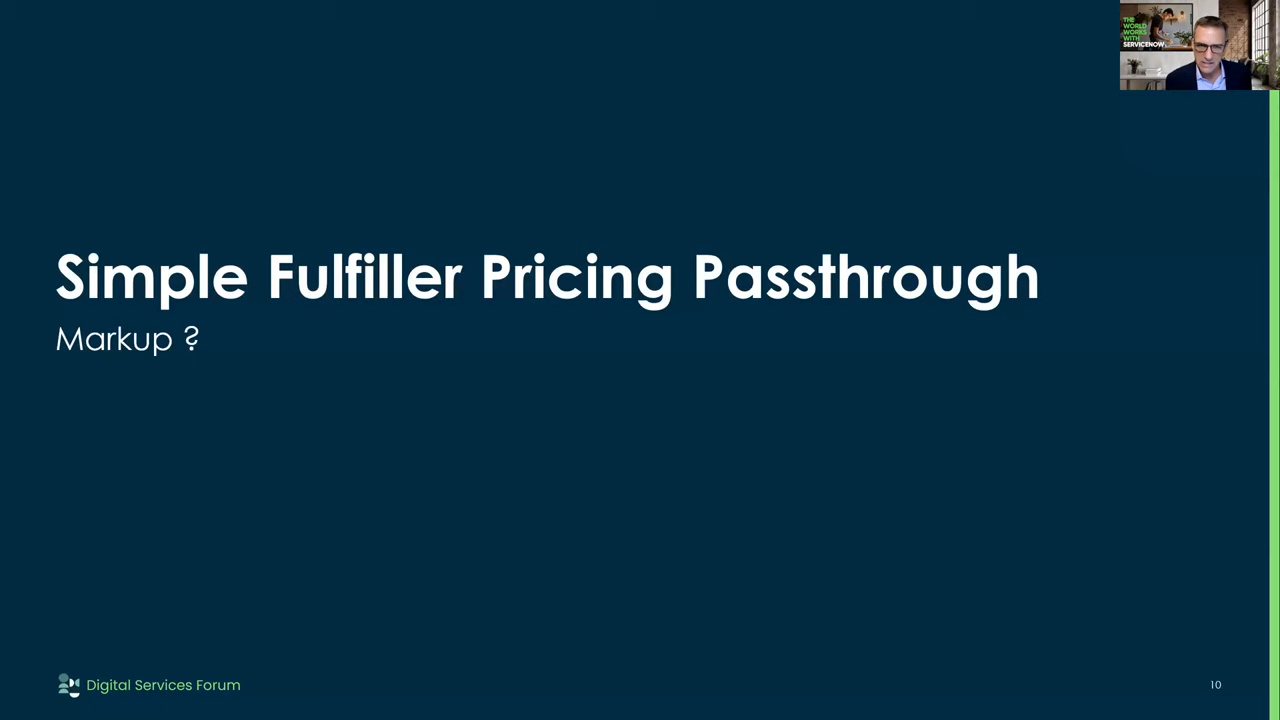 THE
WORLD
WORKS
WITH
SERVICENOW
Simple Fulfiller Pricing Passthrough
Markup ?
Digital Services Forum
10